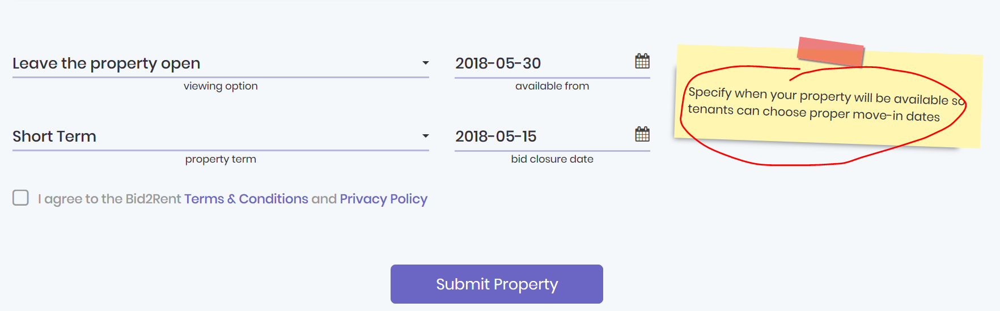 Leave the property open
viewing option
2018-05-30
available from
Specify when your property will be available so
tenants can choose proper move-in dates
Short Term
property term
2018-05-15
bid closure date
I agree to the Bid2Rent Terms & Conditions and Privacy Policy
Submit Property